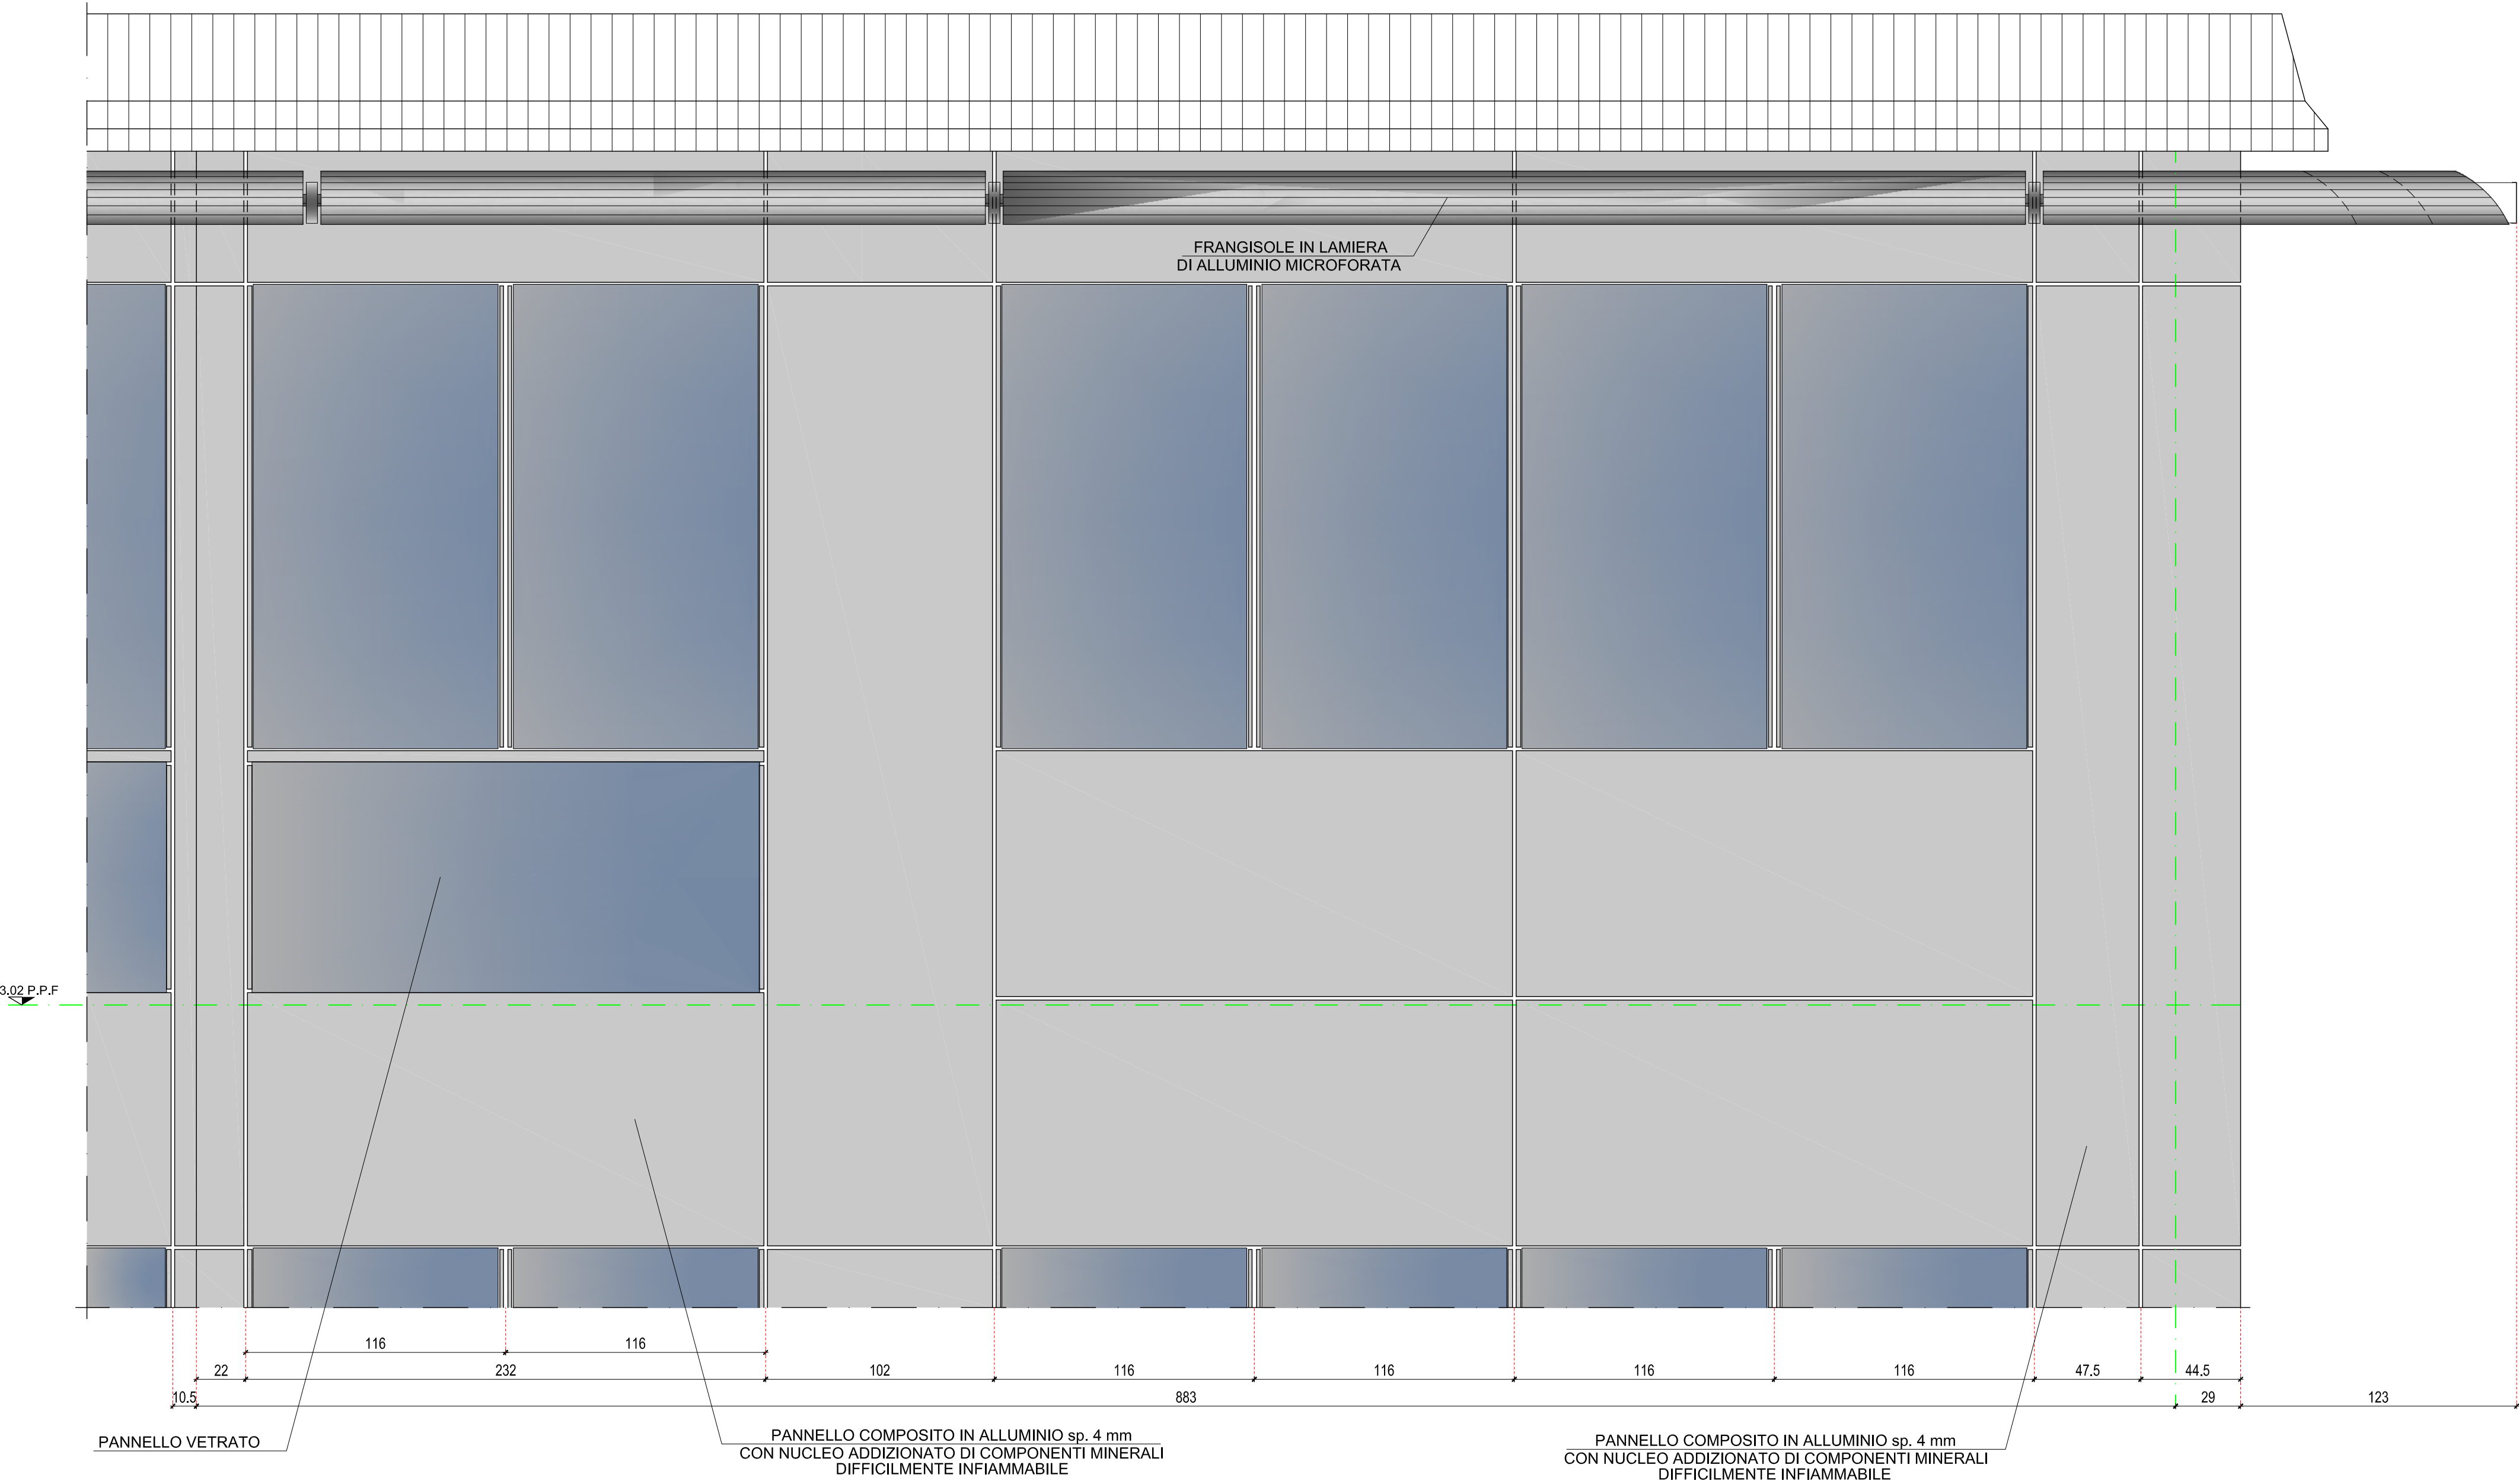 FRANGISOLE IN LAMIERA
DI ALLUMINIO MICROFORATA
3.02 P.P.F
116 116
22 232 102 116 116 116 116 47.5 44.5
10.5 883 29 123
PANNELLO VETRATO
PANNELLO COMPOSITO IN ALLUMINIO sp. 4 mm
CON NUCLEO ADDIZIONATO DI COMPONENTI MINERALI
DIFFICILMENTE INFIAMMABILE
PANNELLO COMPOSITO IN ALLUMINIO sp. 4 mm
CON NUCLEO ADDIZIONATO DI COMPONENTI MINERALI
DIFFICILMENTE INFIAMMABILE